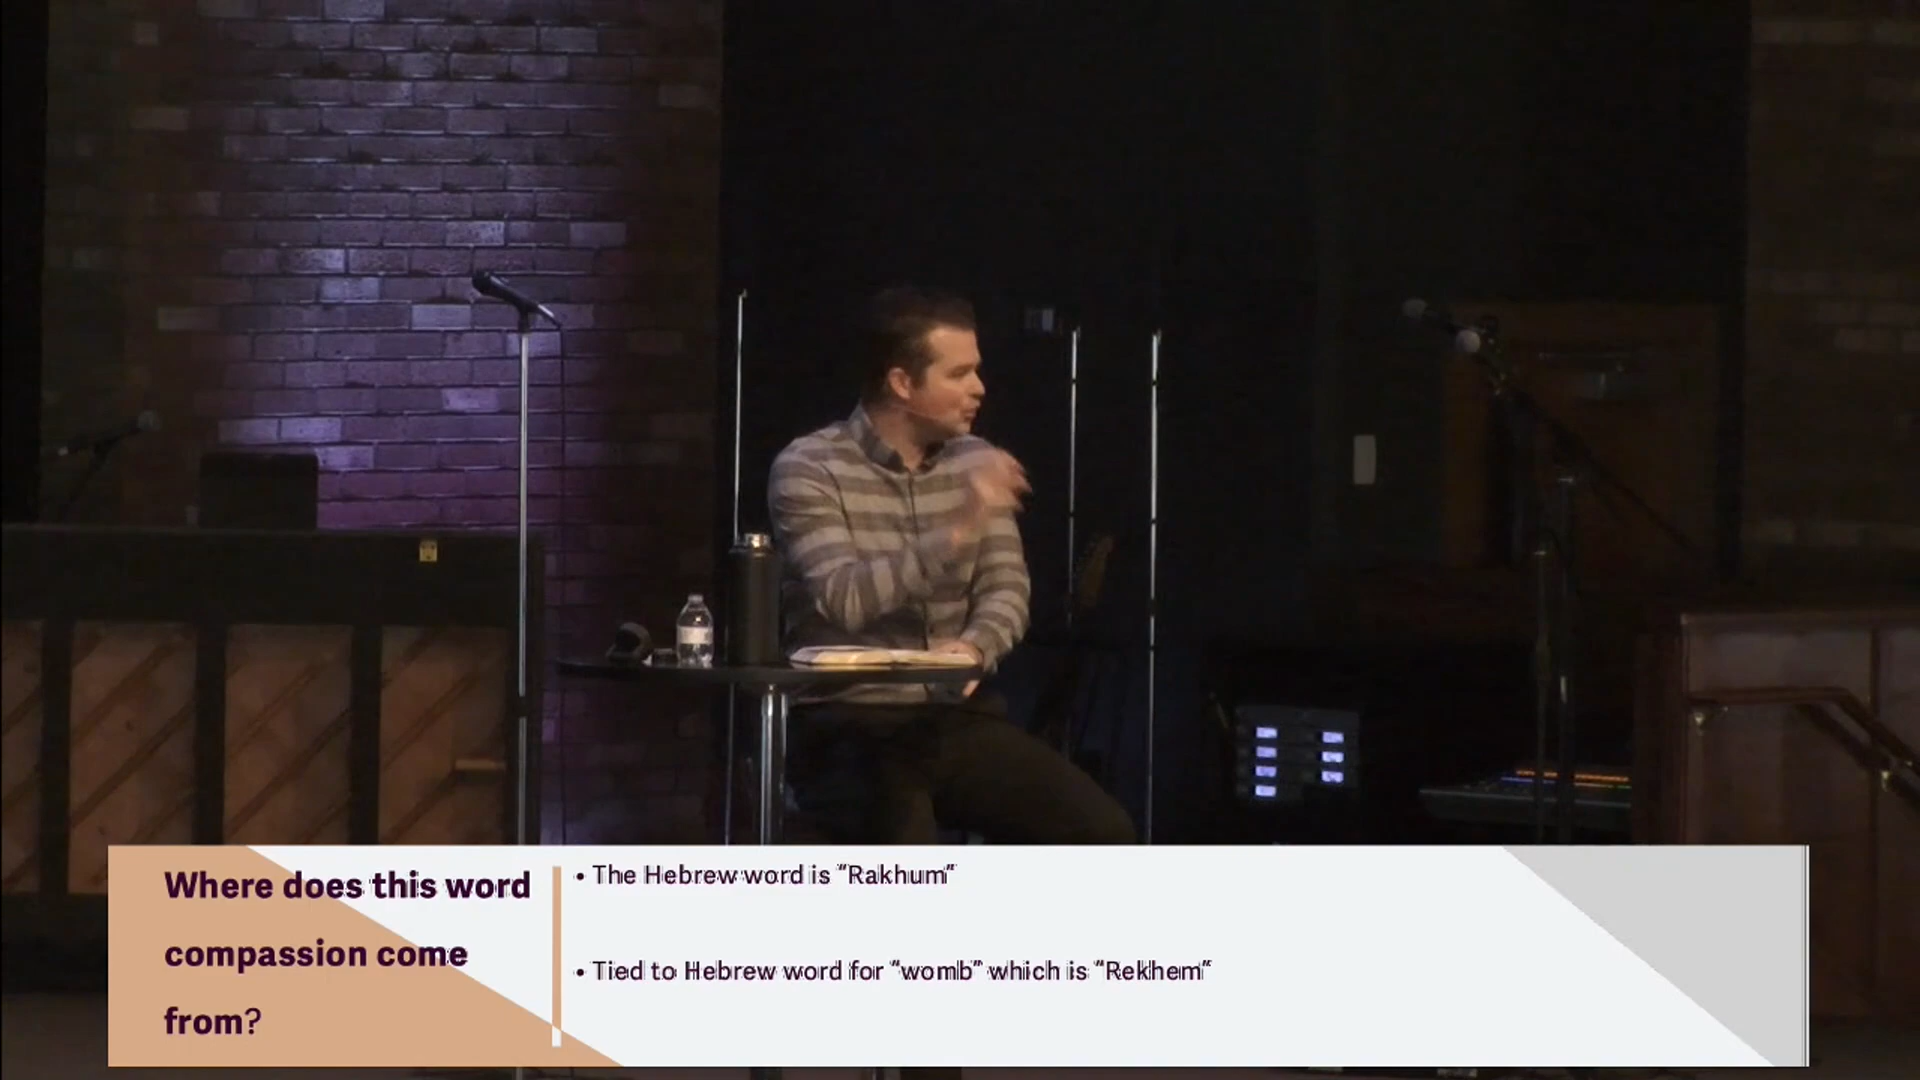 Where does this word
compassion come
from?
• The Hebrew word is “Rakhum”
• Tied to Hebrew word for “womb” which is “Rekhem”